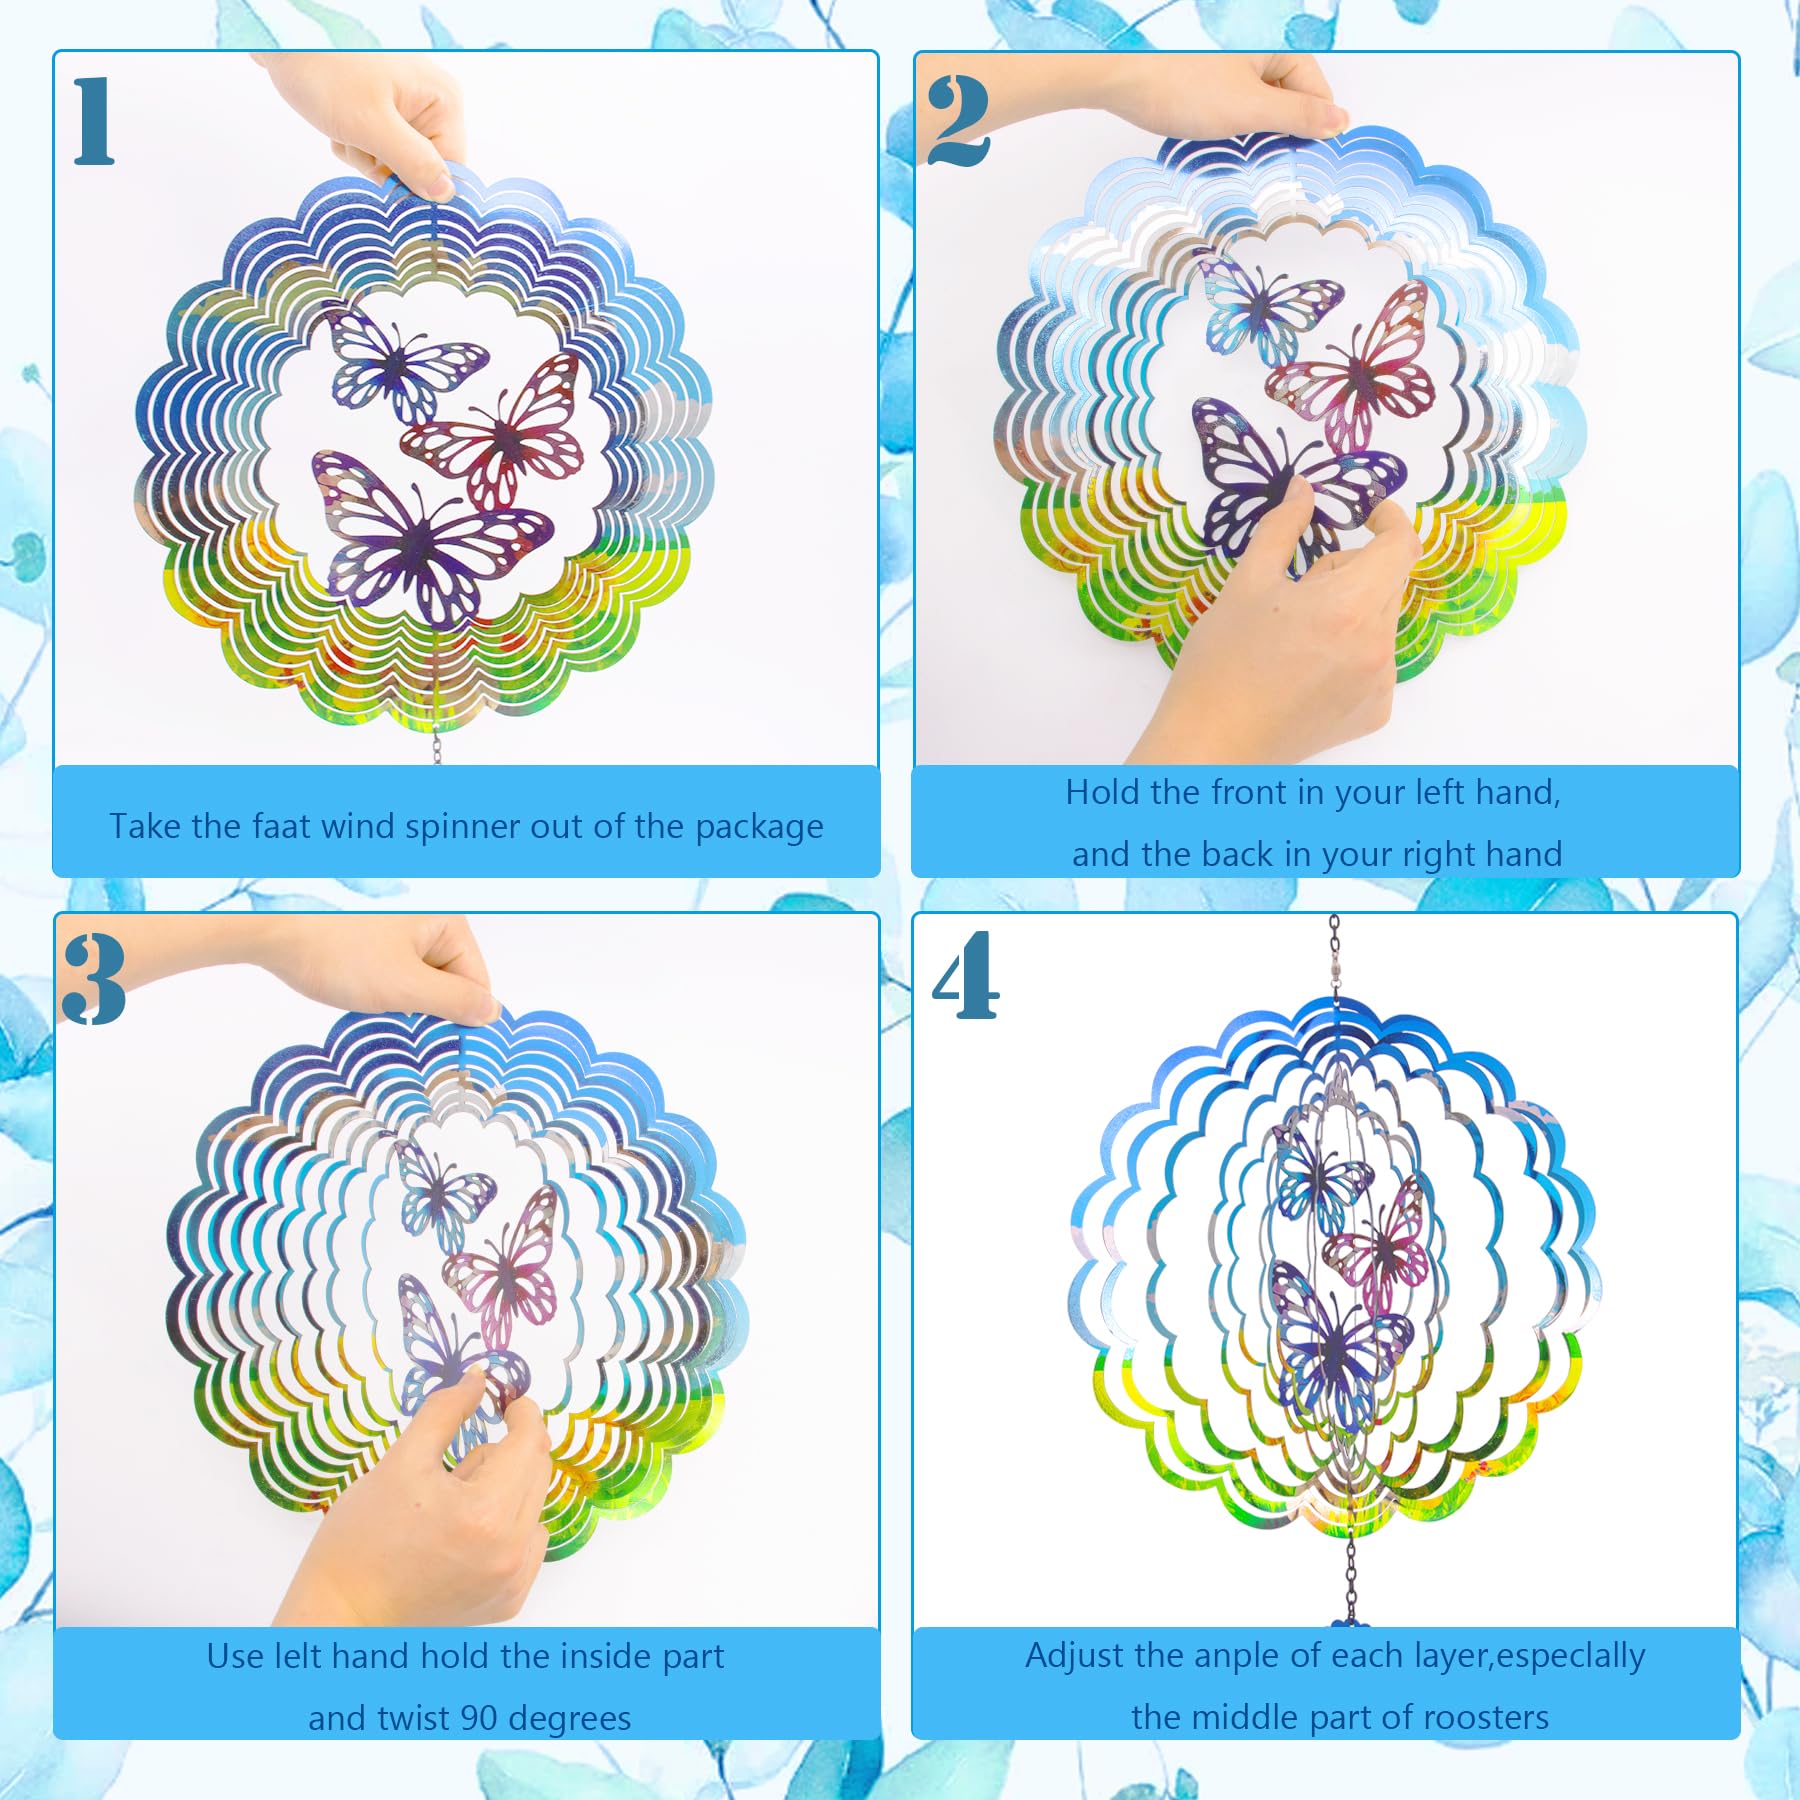 1
Take the faat wind spinner out of the package
2
Hold the front in your left hand,
and the back in your right hand
3
Use lelt hand hold the inside part
and twist 90 degrees
4
Adjust the anple of each layer,especlally
the middle part of roosters